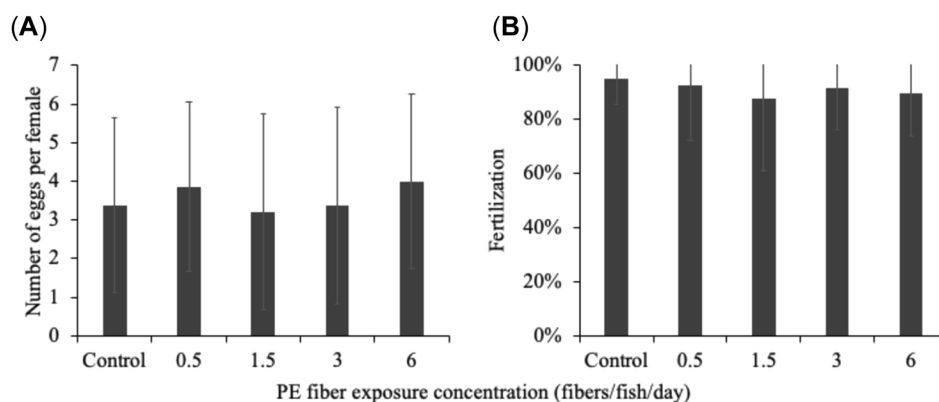 (A)
Number of eggs per female
7
6
5
4
3
2
1
0
Control 0.5 1.5 3 6
(B)
Fertilization
100%
80%
60%
40%
20%
0%
Control 0.5 1.5 3 6
PE fiber exposure concentration (fibers/fish/day)